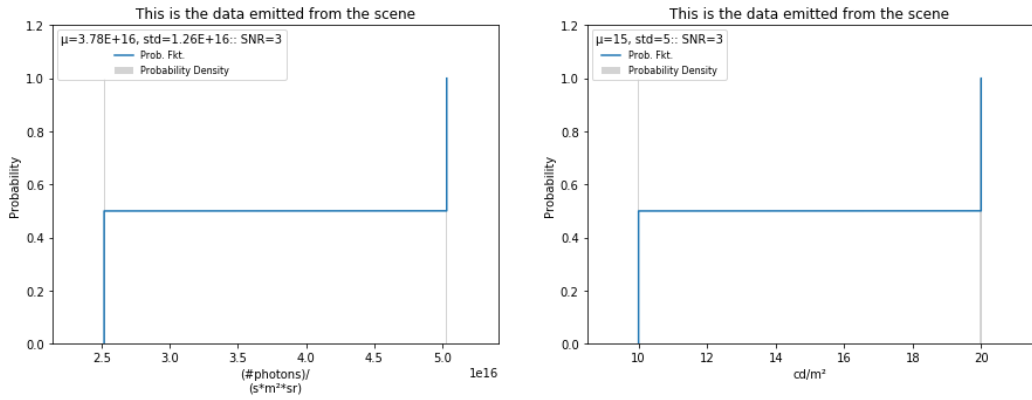 This is the data emitted from the scene
μ=3.78E+16, std=1.26E+16:: SNR=3
Prob. Fkt.
Probability Density
Probability
1.2
1.0
0.8
0.6
0.4
0.2
0.0
2.5 3.0 3.5 4.0 4.5 5.0
1e16
(#photons)/
(s*m²*sr)
This is the data emitted from the scene
μ=15, std=5:: SNR=3
Prob. Fkt.
Probability Density
Probability
1.2
1.0
0.8
0.6
0.4
0.2
0.0
10 12 14 16 18 20
cd/m²